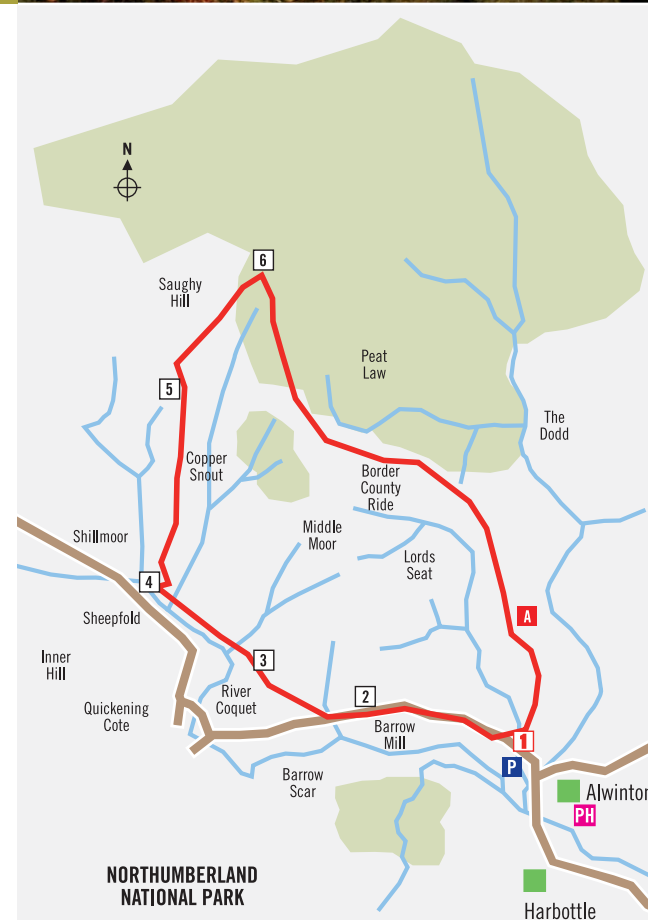 N
6
Saughy
Hill
Peat
Law
5
The
Dodd
Copper
Snout
Border
County
Ride
Middle
Moor
Shillmoor
Lords
Seat
4
Sheepfold
A
Inner
Hill
3
River
Coquet
2
Quickening
Cote
Barrow
Mill
1
P
Barrow
Scar
Alwinton
PH
NORTHUMBERLAND
NATIONAL PARK
Harbottle